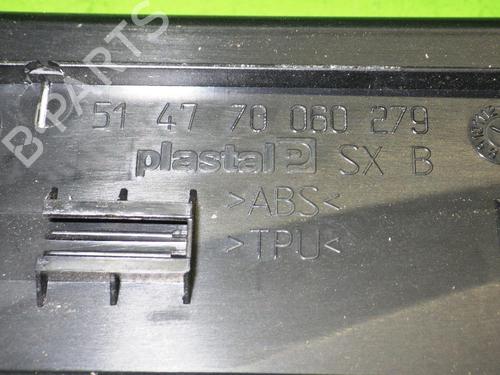 B-PARTS
51 47 70 060 279
plastal P SX B
>ABS<
>TPU<